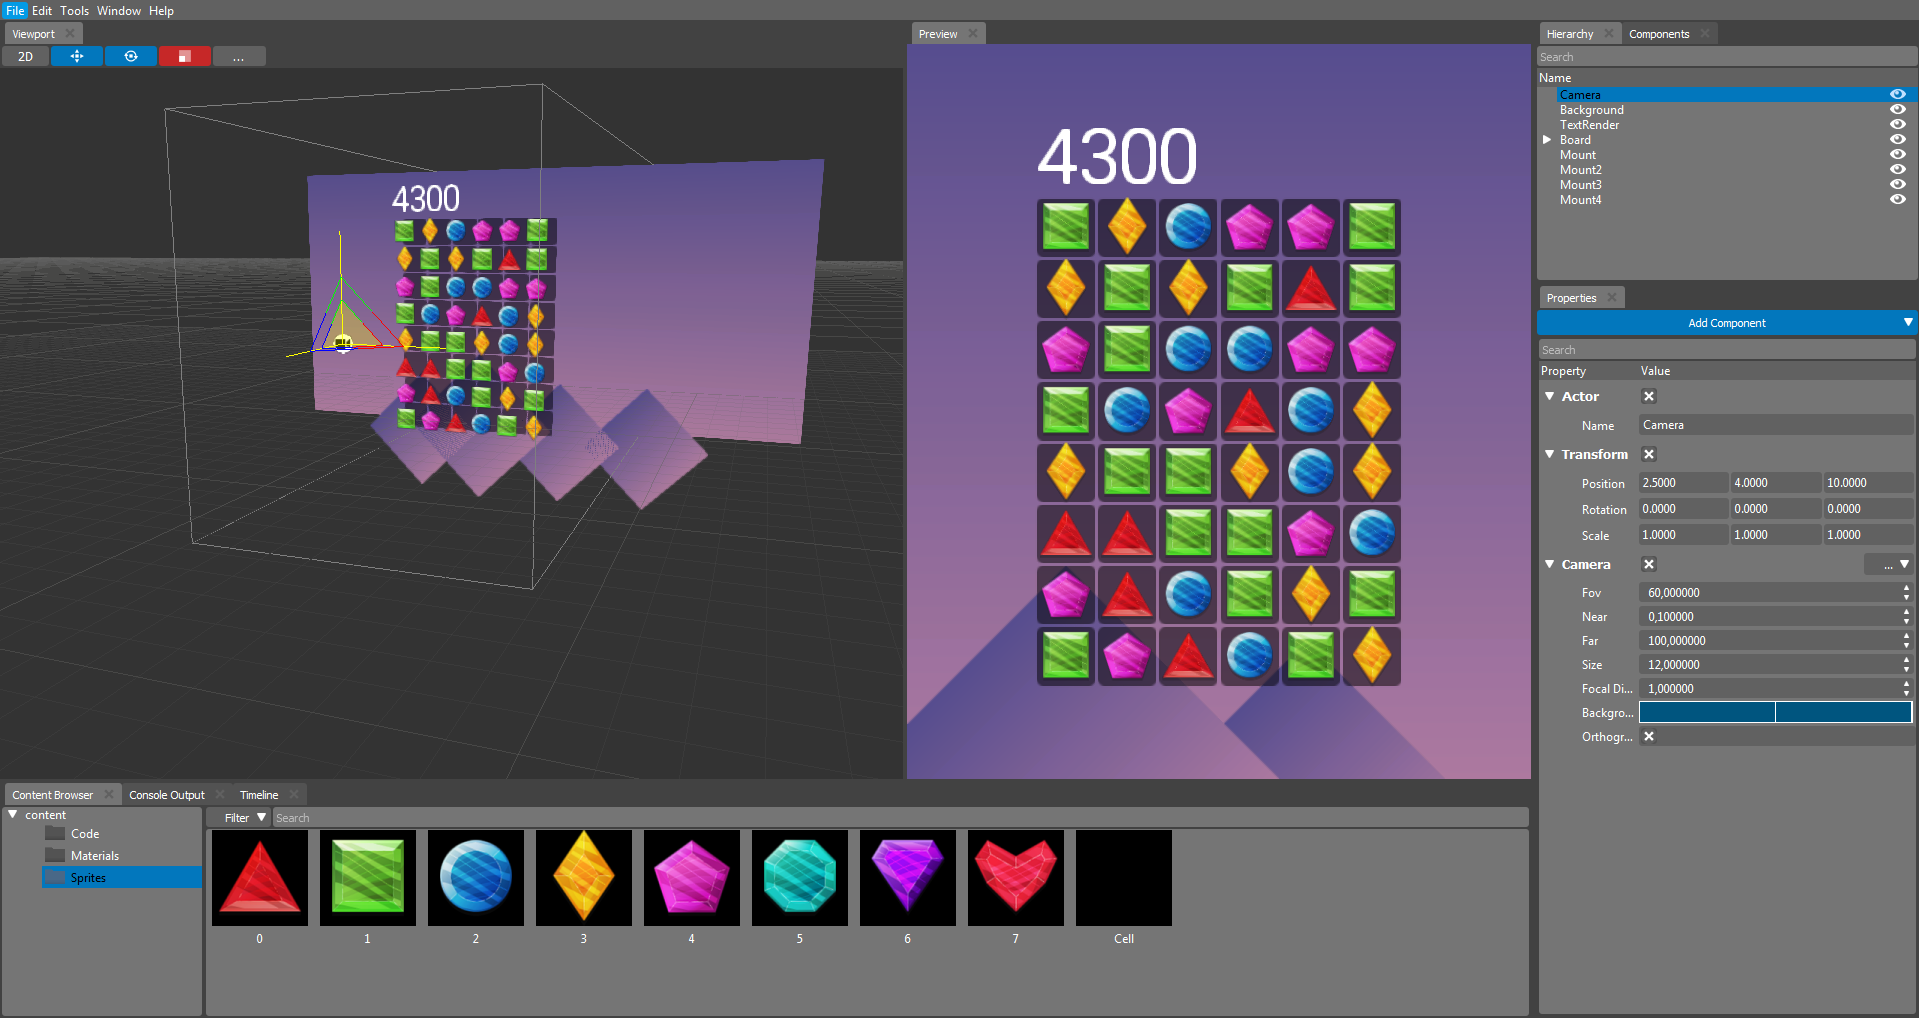 File Edit Tools Window Help
Viewport
2D
...
4300
Preview
4300
Hierarchy
Components
Search
Name
Camera
Background
TextRender
Board
Mount
Mount2
Mount3
Mount4
Properties
Add Component
Search
Property Value
Actor
Name Camera
Transform
Position 2.5000 4.0000 10.0000
Rotation 0.0000 0.0000 0.0000
Scale 1.0000 1.0000 1.0000
Camera ...
Fov 60,000000
Near 0,100000
Far 100,000000
Size 12,000000
Focal Di... 1,000000
Backgro...
Orthogr...
Content Browser
Console Output
Timeline
content
Code
Materials
Sprites
Filter
Search
0 1 2 3 4 5 6 7 Cell